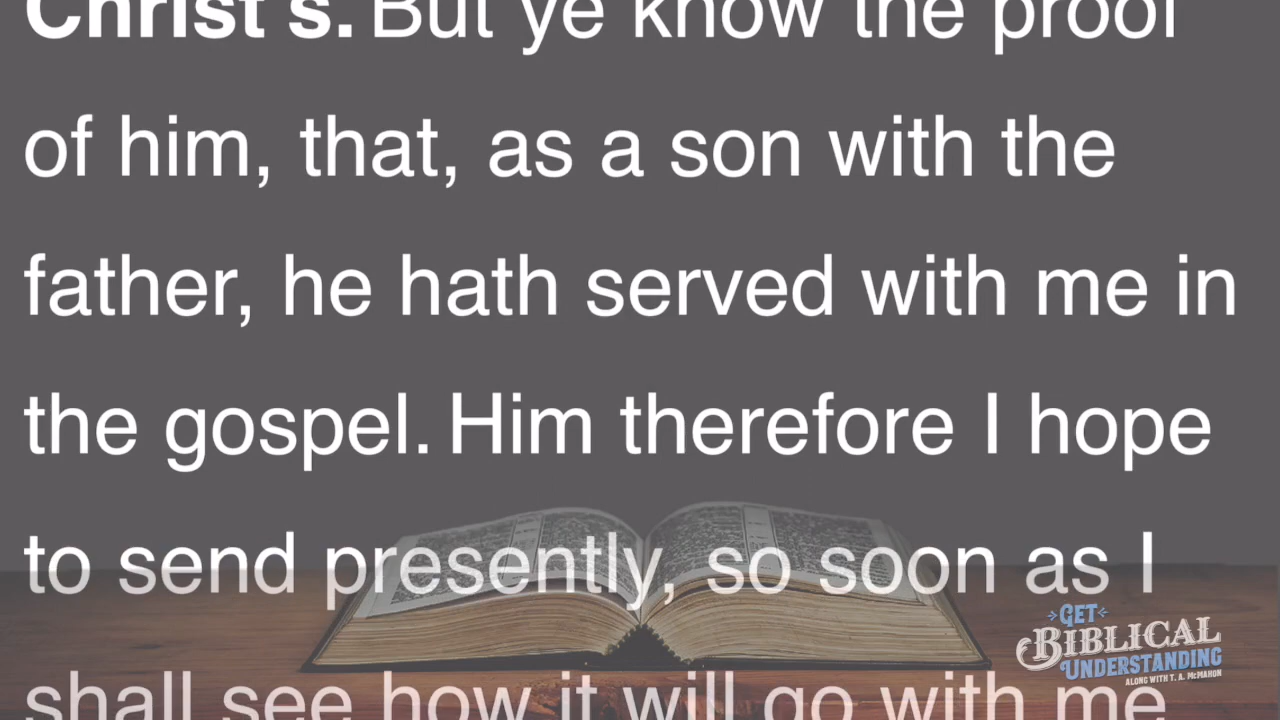 Christ's. But ye know the proof
of him, that, as a son with the
father, he hath served with me in
the gospel. Him therefore I hope
to send presently, so soon as I
shall see how it will go with me
GET
BIBLICAL
UNDERSTANDING
ALONG WITH T. A. McMAHON